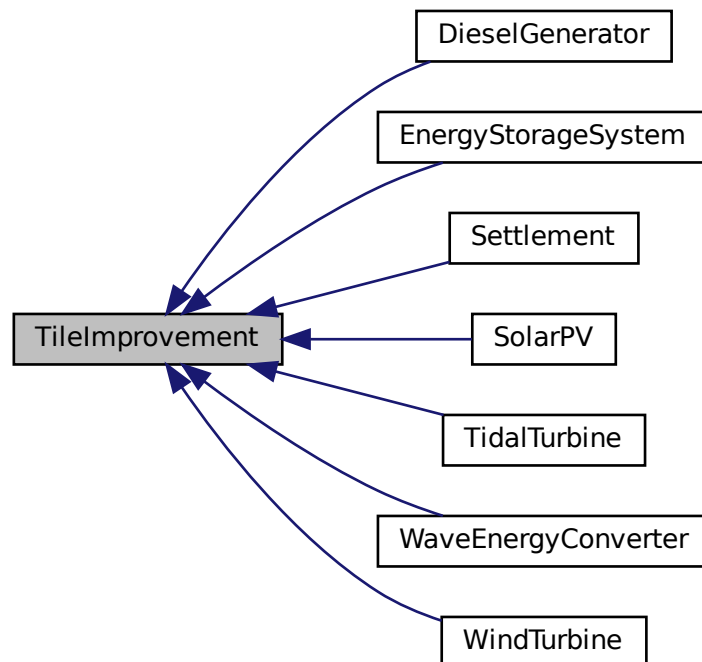 DieselGenerator
EnergyStorageSystem
Settlement
TileImprovement
SolarPV
TidalTurbine
WaveEnergyConverter
WindTurbine